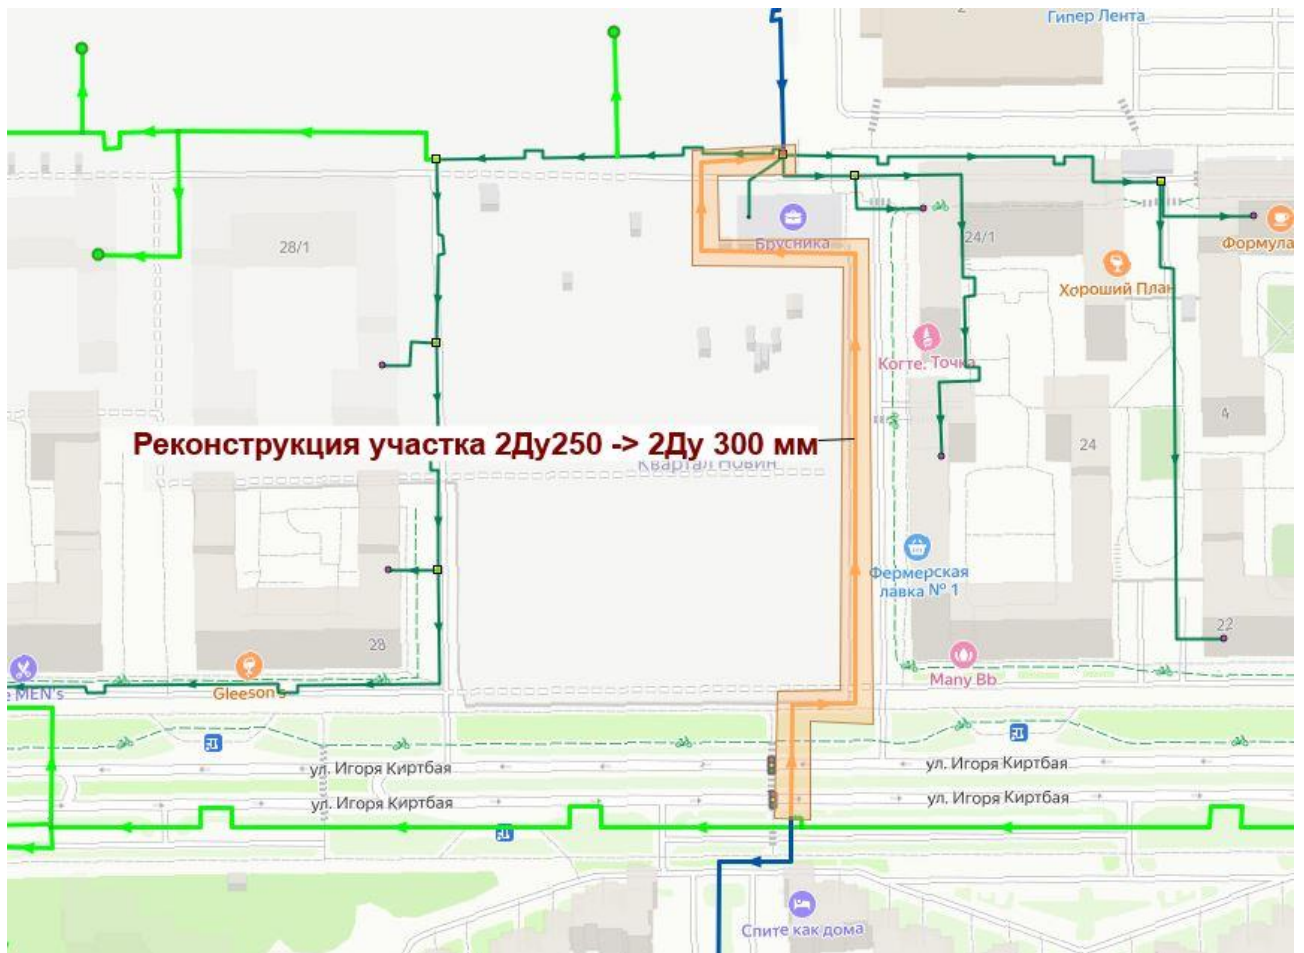 2
Гипер Лента
28/1
Брусника
24/1
Формула
Хороший План
Когте. Точка
4
Реконструкция участка 2Ду250 -> 2Ду 300 мм
24
Квартал Новин
Фермерская
лавка № 1
22
28
e MEN's
Gleeson's
Many Bb
ул. Игоря Киртбая
ул. Игоря Киртбая
ул. Игоря Киртбая
ул. Игоря Киртбая
Спите как дома